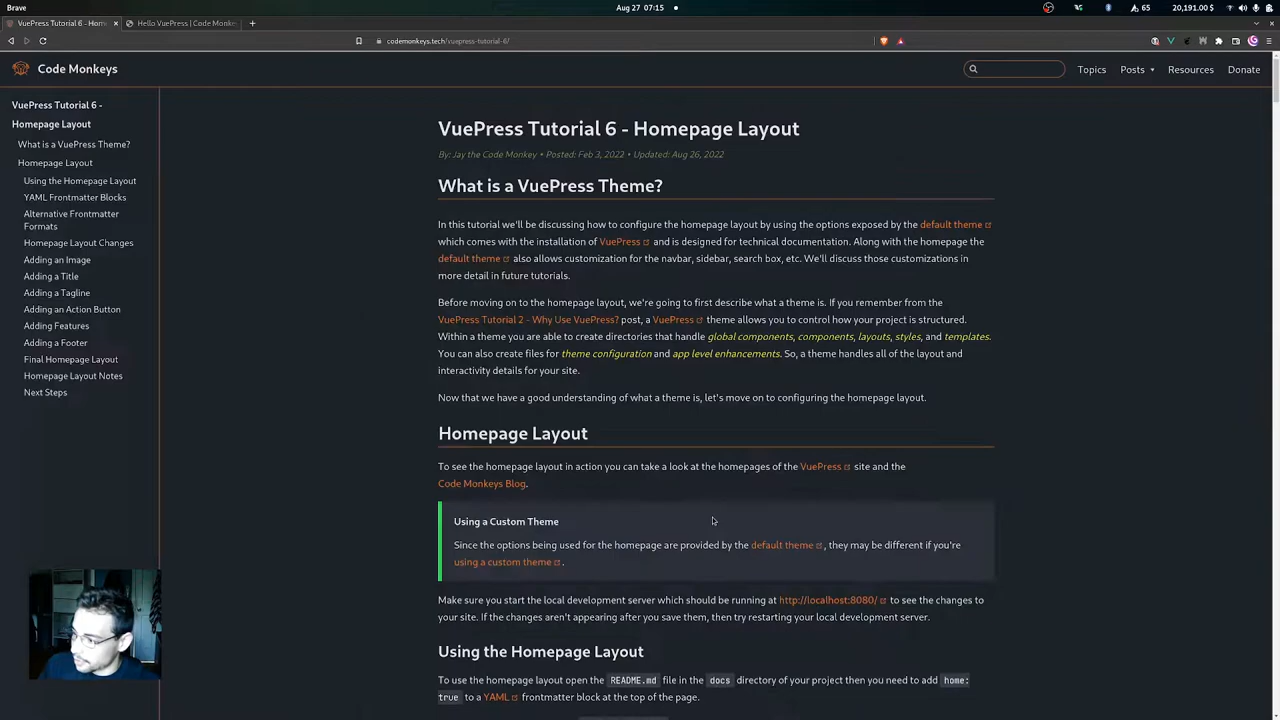 Brave
Aug 27 07:15
65
20,191.00 $
VuePress Tutorial 6 - Home
Hello VuePress | Code Monke
codemonkeys.tech/vuepress-tutorial-6/
Code Monkeys
Topics
Posts
Resources
Donate
VuePress Tutorial 6 -
Homepage Layout
What is a VuePress Theme?
Homepage Layout
Using the Homepage Layout
YAML Frontmatter Blocks
Alternative Frontmatter
Formats
Homepage Layout Changes
Adding an Image
Adding a Title
Adding a Tagline
Adding an Action Button
Adding Features
Adding a Footer
Final Homepage Layout
Homepage Layout Notes
Next Steps
VuePress Tutorial 6 - Homepage Layout
By: Jay the Code Monkey • Posted: Feb 3, 2022 • Updated: Aug 26, 2022
What is a VuePress Theme?
In this tutorial we'll be discussing how to configure the homepage layout by using the options exposed by the default theme
which comes with the installation of VuePress and is designed for technical documentation. Along with the homepage the
default theme also allows customization for the navbar, sidebar, search box, etc. We'll discuss those customizations in
more detail in future tutorials.
Before moving on to the homepage layout, we're going to first describe what a theme is. If you remember from the
VuePress Tutorial 2 - Why Use VuePress? post, a VuePress theme allows you to control how your project is structured.
Within a theme you are able to create directories that handle global components, components, layouts, styles, and templates.
You can also create files for theme configuration and app level enhancements. So, a theme handles all of the layout and
interactivity details for your site.
Now that we have a good understanding of what a theme is, let's move on to configuring the homepage layout.
Homepage Layout
To see the homepage layout in action you can take a look at the homepages of the VuePress site and the
Code Monkeys Blog.
Using a Custom Theme
Since the options being used for the homepage are provided by the default theme, they may be different if you're
using a custom theme.
Make sure you start the local development server which should be running at http://localhost:8080/ to see the changes to
your site. If the changes aren't appearing after you save them, then try restarting your local development server.
Using the Homepage Layout
To use the homepage layout open the README.md file in the docs directory of your project then you need to add home:
true to a YAML frontmatter block at the top of the page.